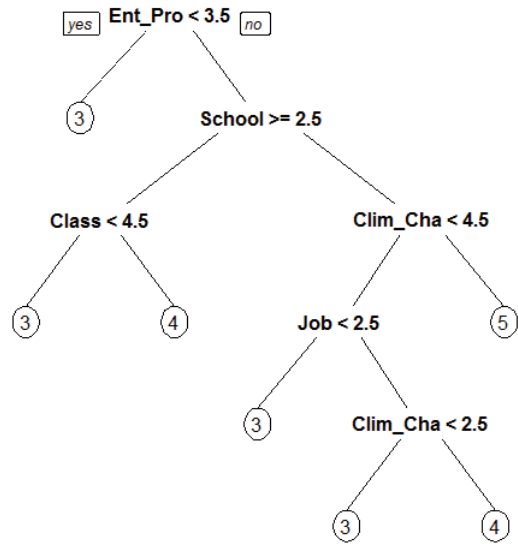 yes Ent_Pro < 3.5 no
3
School >= 2.5
Class < 4.5 Clim_Cha < 4.5
3 4 Job < 2.5 5
3 Clim_Cha < 2.5
3 4